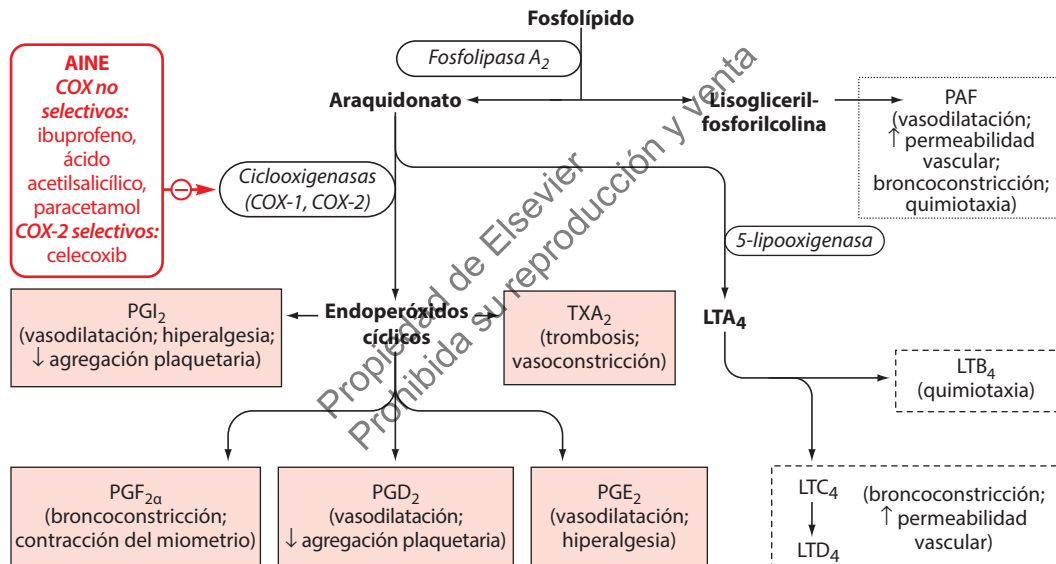 Fosfolípido
Fosfolipasa A2
AINE
COX no
selectivos:
ibuprofeno,
ácido
acetilsalicílico,
paracetamol
COX-2 selectivos:
celecoxib
Araquidonato
Lisogliceril-
fosforilcolina
PAF
(vasodilatación;
↑ permeabilidad
vascular;
broncoconstricción;
quimiotaxia)
Ciclooxigenasas
(COX-1, COX-2)
5-lipooxigenasa
PGI2
(vasodilatación; hiperalgesia;
↓ agregación plaquetaria)
Endoperóxidos
cíclicos
TXA2
(trombosis;
vasoconstricción)
LTA4
LTB4
(quimiotaxia)
PGF2α
(broncoconstricción;
contracción del miometrio)
PGD2
(vasodilatación;
↓ agregación plaquetaria)
PGE2
(vasodilatación;
hiperalgesia)
LTC4
LTD4
(broncoconstricción;
↑ permeabilidad
vascular)
Propiedad de Elsevier
Prohibida su reproducción y venta